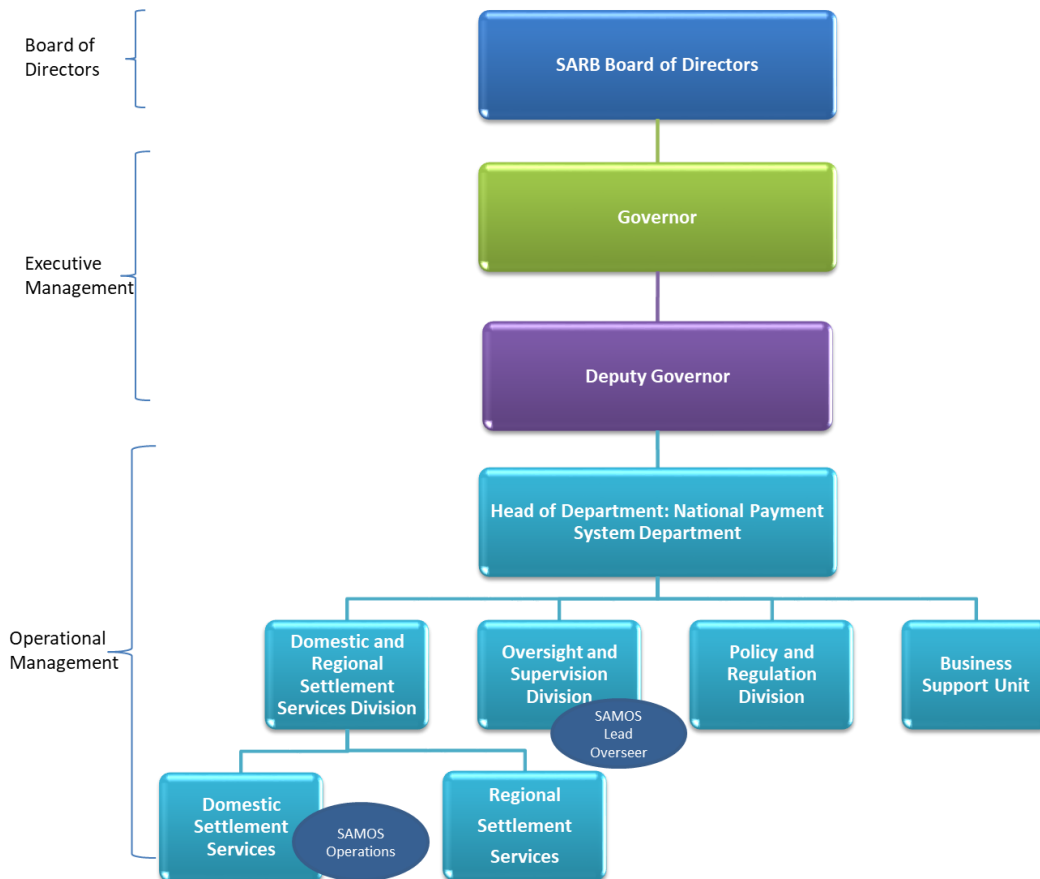 Board of
Directors
SARB Board of Directors
Governor
Executive
Management
Deputy Governor
Head of Department: National Payment
System Department
Operational
Management
Domestic and
Regional
Settlement
Services Division
Oversight and
Supervision
Division
SAMOS
Lead
Overseer
Policy and
Regulation
Division
Business
Support Unit
Domestic
Settlement
Services
SAMOS
Operations
Regional
Settlement
Services